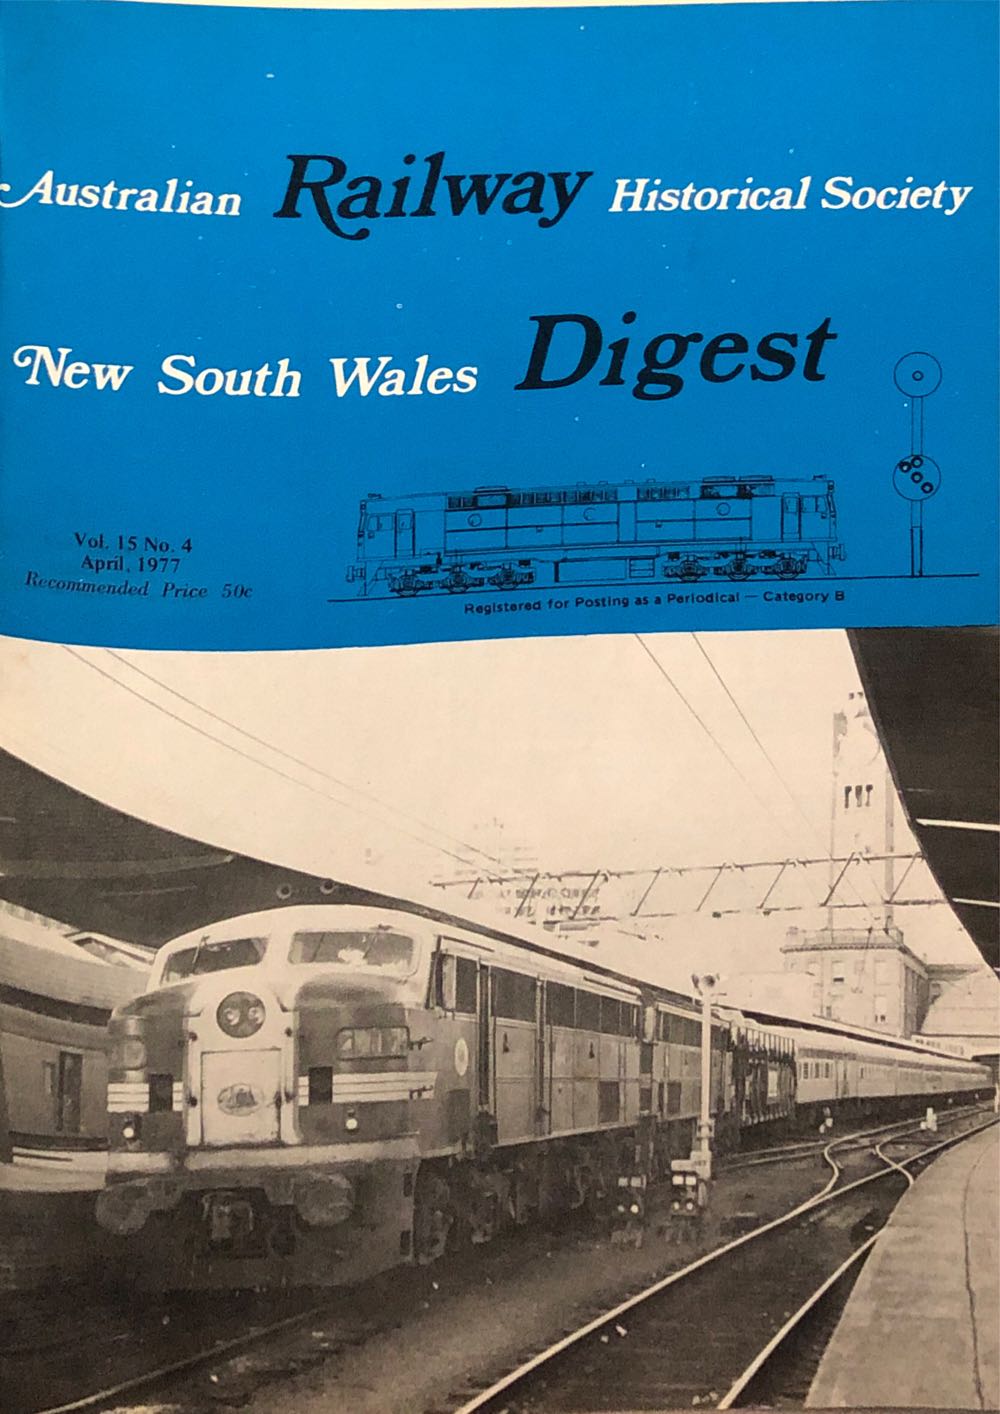 Australian Railway Historical Society
New South Wales Digest
Vol. 15 No. 4
April, 1977
Recommended Price 50c
Registered for Posting as a Periodical — Category B